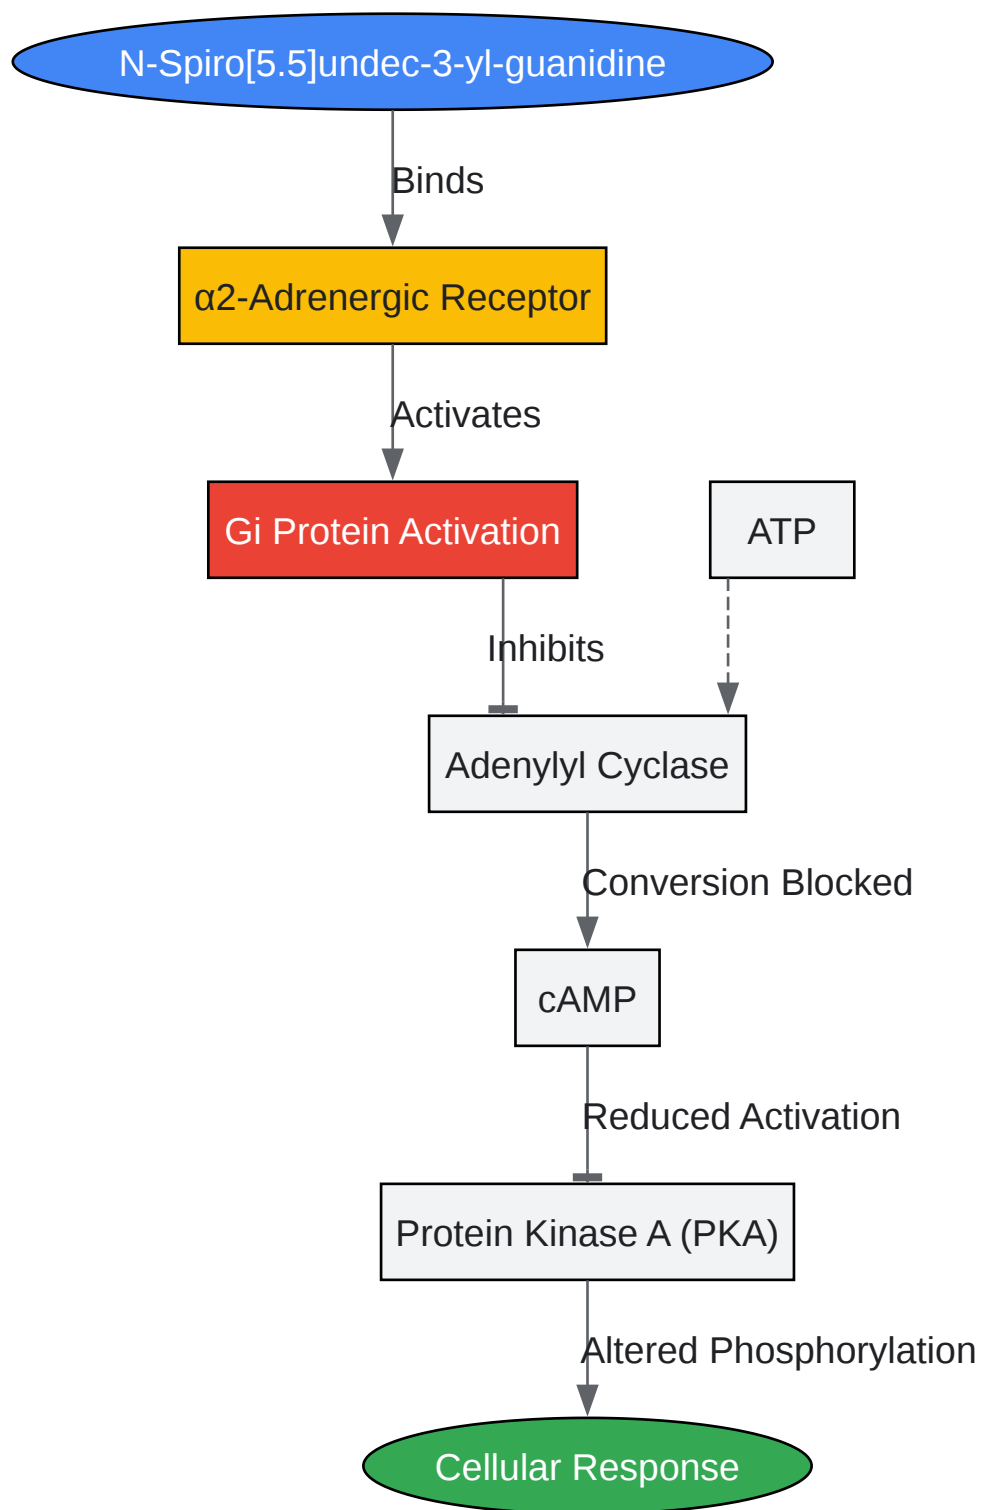 N-Spiro[5.5]undec-3-yl-guanidine
Binds
α2-Adrenergic Receptor
Activates
Gi Protein Activation
ATP
Inhibits
Adenylyl Cyclase
Conversion Blocked
cAMP
Reduced Activation
Protein Kinase A (PKA)
Altered Phosphorylation
Cellular Response